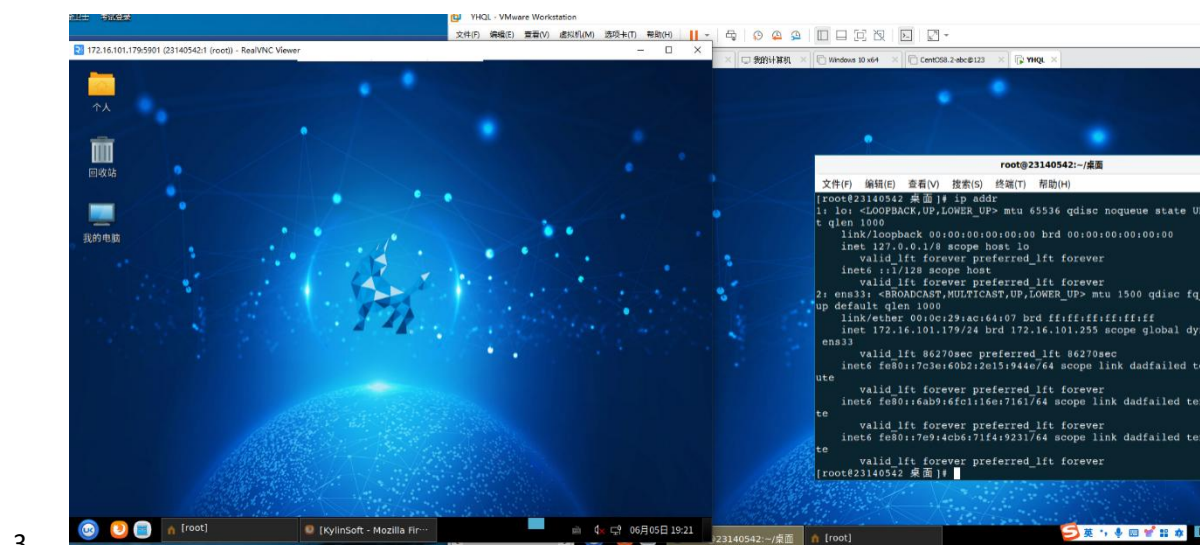 考试登录
YHQL - VMware Workstation
文件(F) 编辑(E) 查看(V) 虚拟机(M) 选项卡(T) 帮助(H)
172.16.101.179:5901 (23140542:1 (root)) - RealVNC Viewer
我的计算机
Windows 10 x64
CentOS8.2-abc@123
YHQL
个人
回收站
我的电脑
root@23140542:~/桌面
文件(F) 编辑(E) 查看(V) 搜索(S) 终端(T) 帮助(H)
[root@23140542 桌面]# ip addr
1: lo: <LOOPBACK,UP,LOWER_UP> mtu 65536 qdisc noqueue state U
t qlen 1000
link/loopback 00:00:00:00:00:00 brd 00:00:00:00:00:00
inet 127.0.0.1/8 scope host lo
valid_lft forever preferred_lft forever
inet6 ::1/128 scope host
valid_lft forever preferred_lft forever
2: ens33: <BROADCAST,MULTICAST,UP,LOWER_UP> mtu 1500 qdisc fq
up default qlen 1000
link/ether 00:0c:29:ac:64:07 brd ff:ff:ff:ff:ff:ff
inet 172.16.101.179/24 brd 172.16.101.255 scope global dy
ens33
valid_lft 86270sec preferred_lft 86270sec
inet6 fe80::7c3e:60b2:2e15:944e/64 scope link dadfailed te
ute
valid_lft forever preferred_lft forever
inet6 fe80::6ab9:6fc1:16e:7161/64 scope link dadfailed te
te
valid_lft forever preferred_lft forever
inet6 fe80::7e9:4cb6:71f4:9231/64 scope link dadfailed te
te
valid_lft forever preferred_lft forever
[root@23140542 桌面]#
[root]
[KylinSoft - Mozilla Fir…
06月05日 19:21
23140542:~/桌面
[root]
英
3